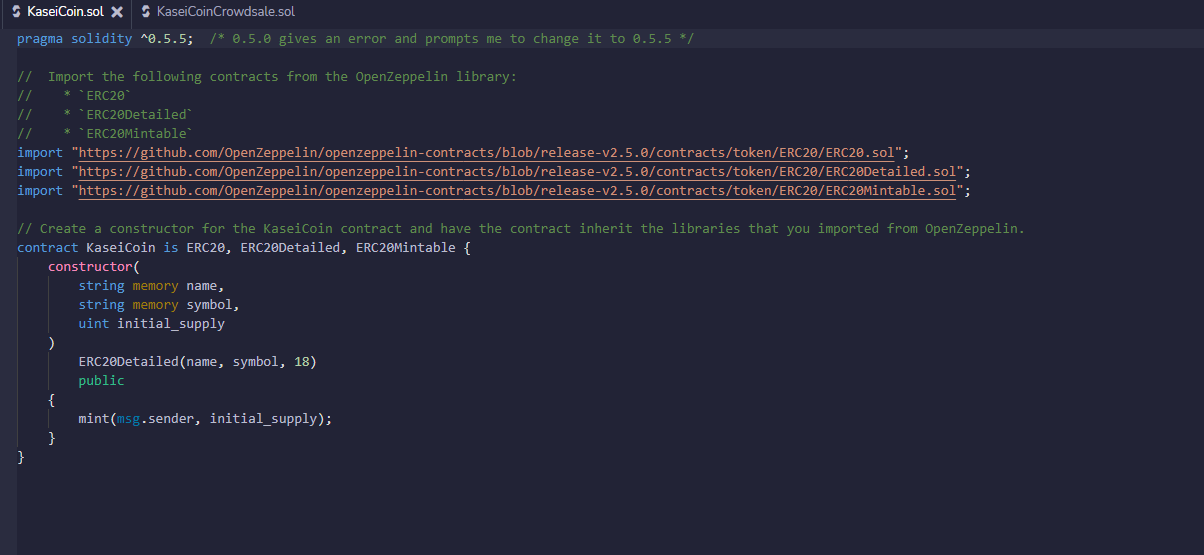 KaseiCoin.sol KaseiCoinCrowdsale.sol
pragma solidity ^0.5.5;  /* 0.5.0 gives an error and prompts me to change it to 0.5.5 */
//  Import the following contracts from the OpenZeppelin library:
//    * `ERC20`
//    * `ERC20Detailed`
//    * `ERC20Mintable`
import "https://github.com/OpenZeppelin/openzeppelin-contracts/blob/release-v2.5.0/contracts/token/ERC20/ERC20.sol";
import "https://github.com/OpenZeppelin/openzeppelin-contracts/blob/release-v2.5.0/contracts/token/ERC20/ERC20Detailed.sol";
import "https://github.com/OpenZeppelin/openzeppelin-contracts/blob/release-v2.5.0/contracts/token/ERC20/ERC20Mintable.sol";
// Create a constructor for the KaseiCoin contract and have the contract inherit the libraries that you imported from OpenZeppelin.
contract KaseiCoin is ERC20, ERC20Detailed, ERC20Mintable {
    constructor(
        string memory name,
        string memory symbol,
        uint initial_supply
    )
        ERC20Detailed(name, symbol, 18)
        public
    {
        mint(msg.sender, initial_supply);
    }
}